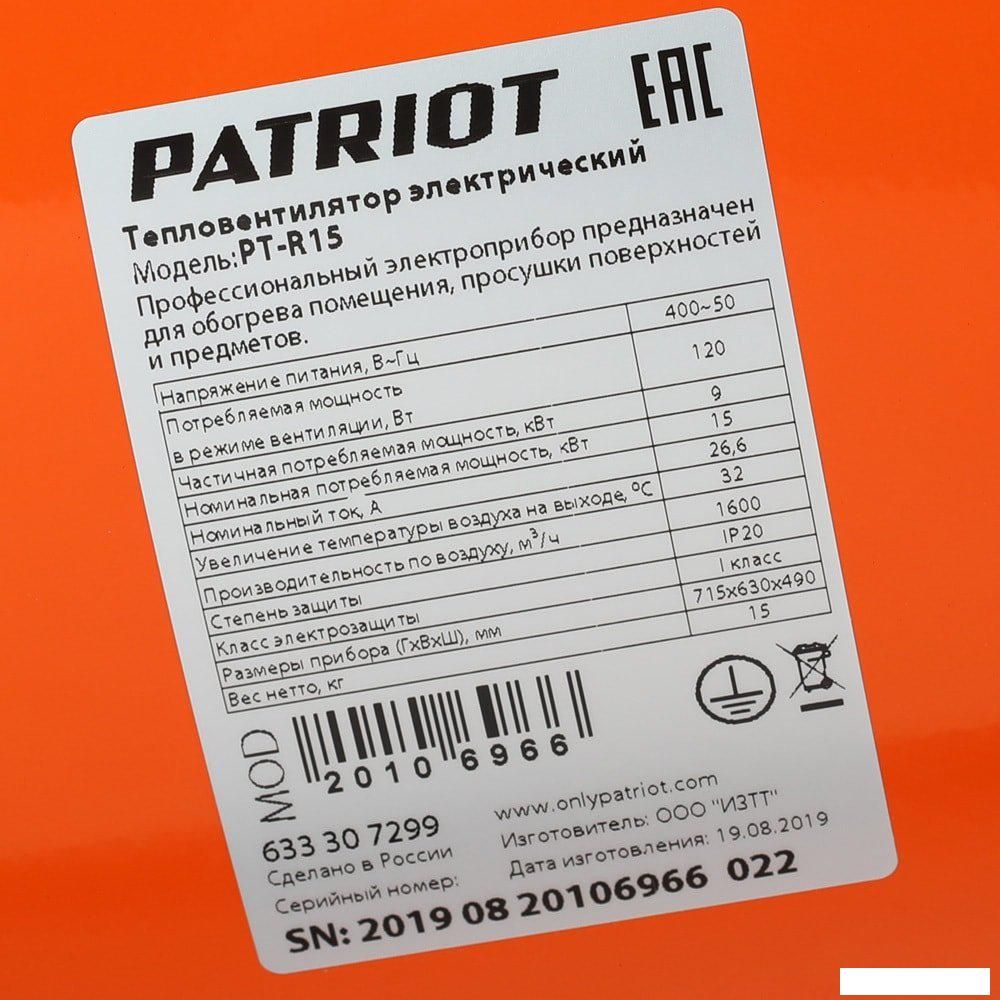 PATRIOT
EAC
Тепловентилятор электрический
Модель:PT-R15
Профессиональный электроприбор предназначен
для обогрева помещения, просушки поверхностей
и предметов.
Напряжение питания, В~Гц 400~50
Потребляемая мощность
в режиме вентиляции, Вт 120
Частичная потребляемая мощность, кВт 9
Номинальная потребляемая мощность, кВт 15
Номинальный ток, А 26,6
Увеличение температуры воздуха на выходе, °С 32
Производительность по воздуху, м³/ч 1600
Степень защиты IP20
Класс электрозащиты I класс
Размеры прибора (ГхВхШ), мм 715x630x490
Вес нетто, кг 15
MOD
20106966
633 30 7299
Сделано в России
Серийный номер:
www.onlypatriot.com
Изготовитель: ООО "ИЗТТ"
Дата изготовления: 19.08.2019
SN: 2019 08 20106966 022